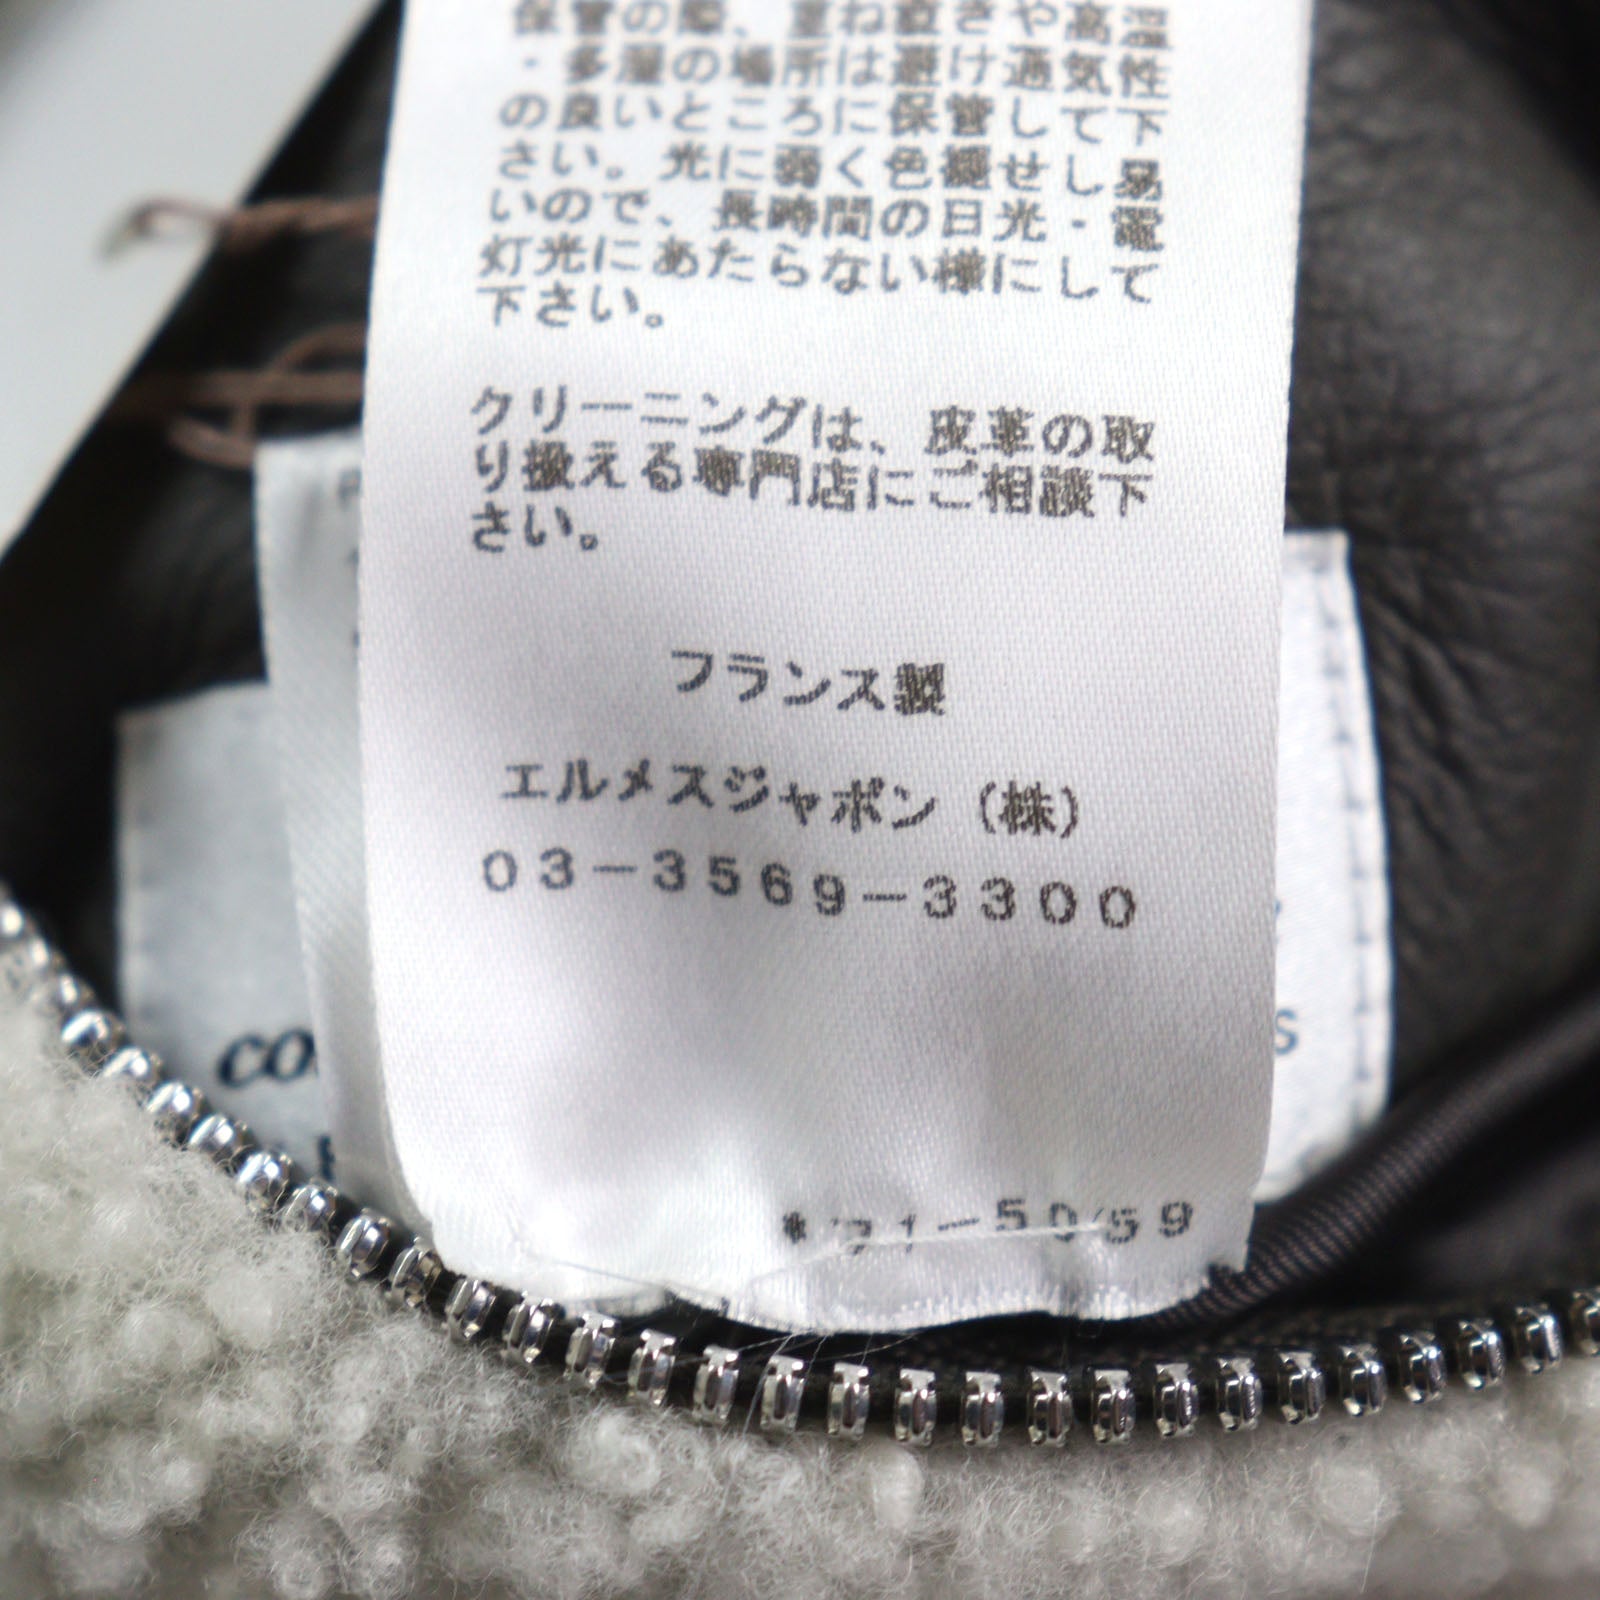 保管の際、重ね置きや高温
・多湿の場所は避け通気性
の良いところに保管して下
さい。光に弱く色褪せし易
いので、長時間の日光・電
灯光にあたらない様にして
下さい。
クリーニングは、皮革の取
り扱える専門店にご相談下
さい。
フランス製
エルメスジャポン（株）
03-3569-3300
co
S